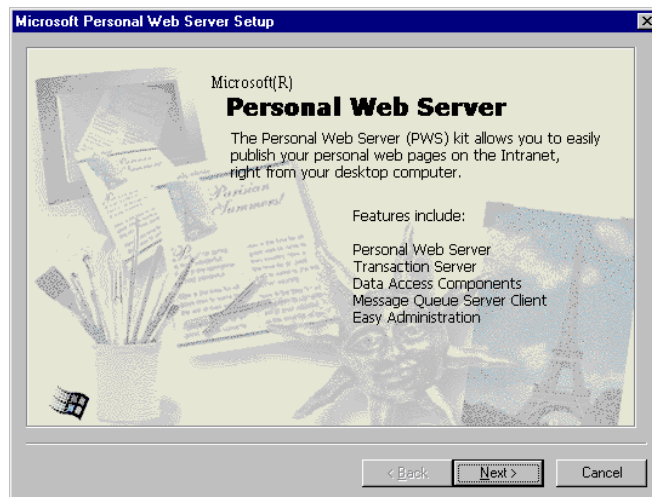 Microsoft Personal Web Server Setup
Microsoft(R)
Personal Web Server
The Personal Web Server (PWS) kit allows you to easily
publish your personal web pages on the Intranet,
right from your desktop computer.
Parisian
Summers!
Features include:
Personal Web Server
Transaction Server
Data Access Components
Message Queue Server Client
Easy Administration
< Back
Next >
Cancel